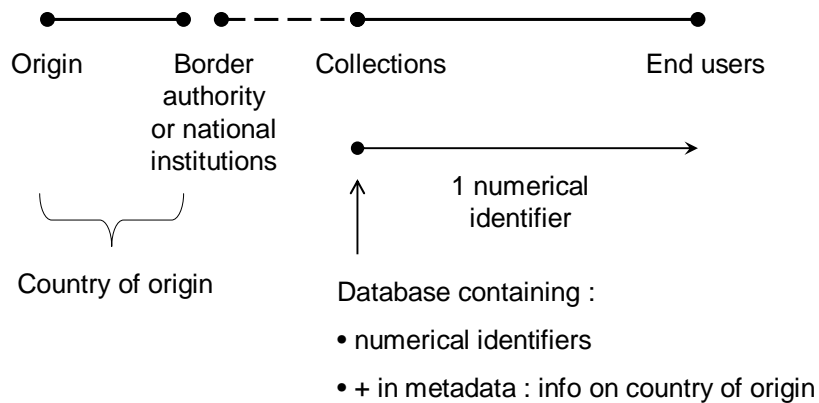 Origin
Border
authority
or national
institutions
Collections
End users
1 numerical
identifier
Country of origin
Database containing :
• numerical identifiers
• + in metadata : info on country of origin